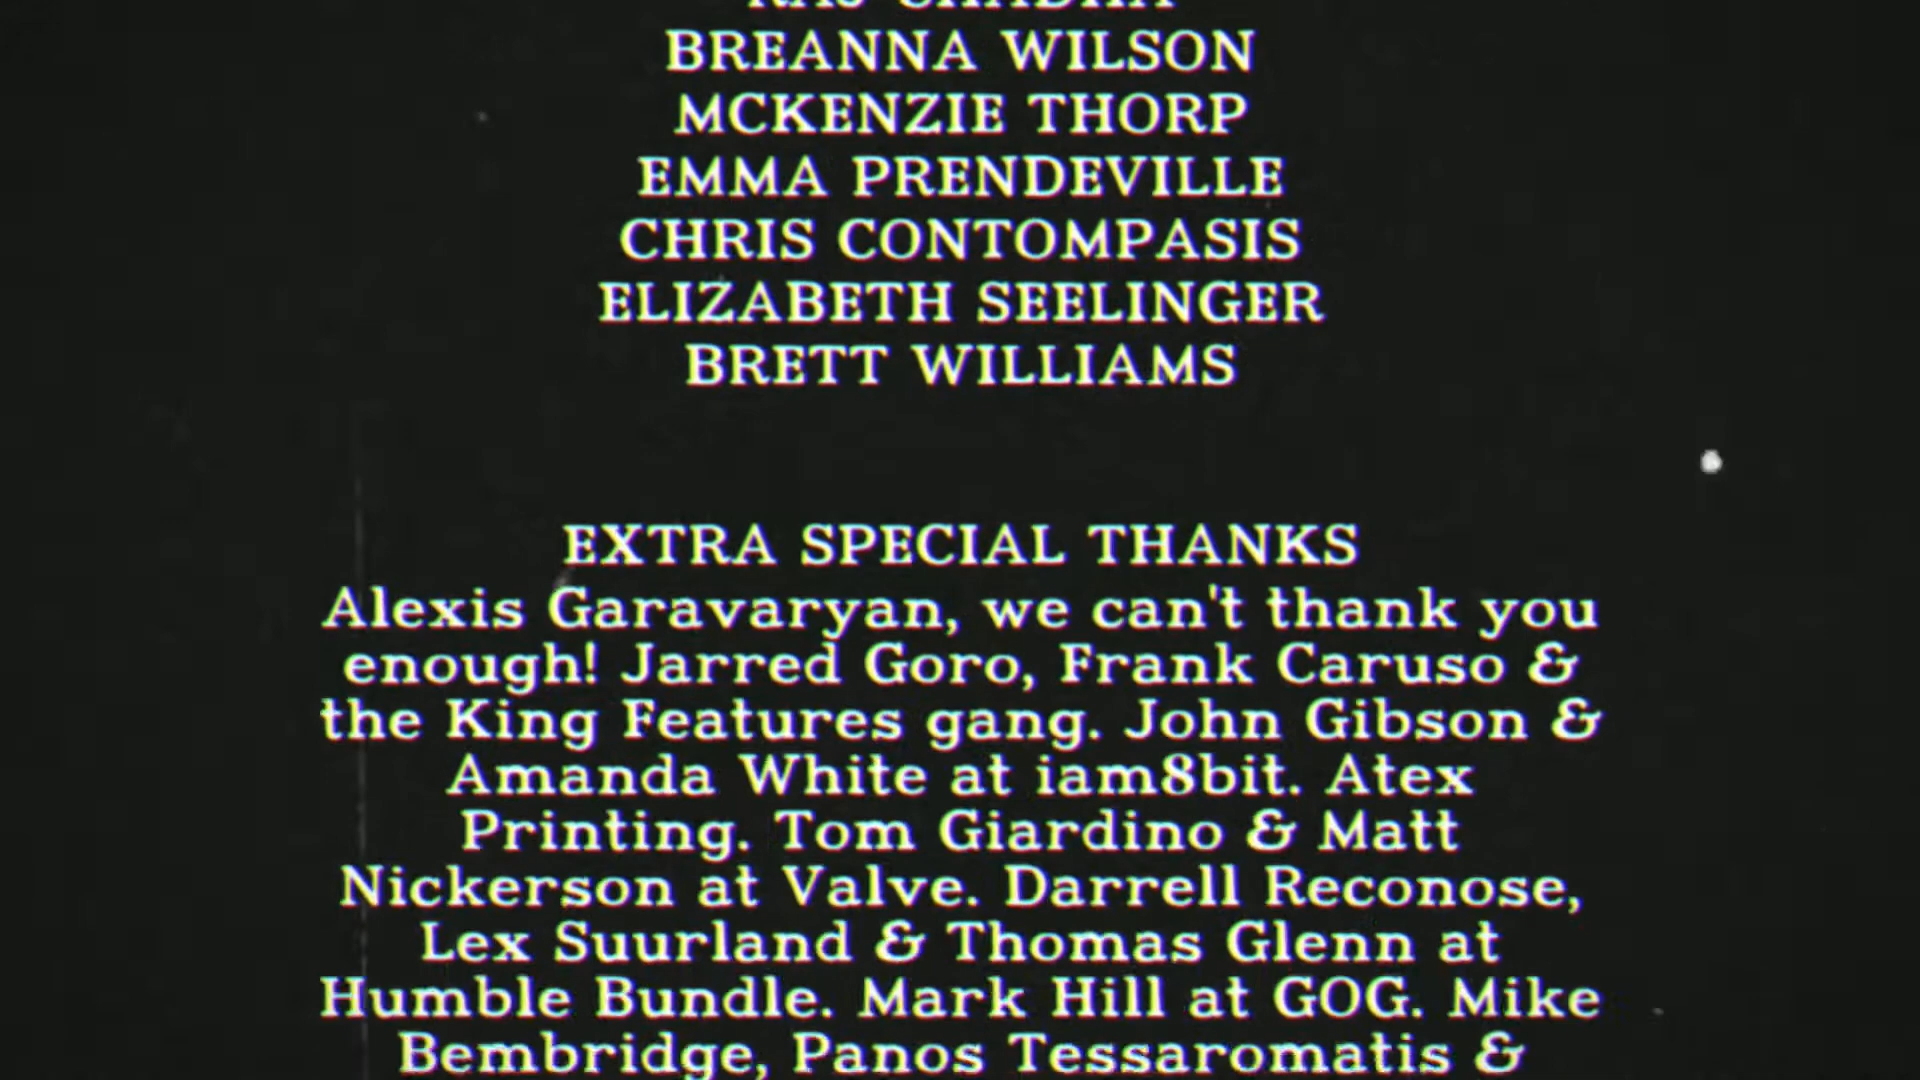 BREANNA WILSON
MCKENZIE THORP
EMMA PRENDEVILLE
CHRIS CONTOMPASIS
ELIZABETH SEELINGER
BRETT WILLIAMS
EXTRA SPECIAL THANKS
Alexis Garavaryan, we can't thank you
enough! Jarred Goro, Frank Caruso &
the King Features gang. John Gibson &
Amanda White at iam8bit. Atex
Printing. Tom Giardino & Matt
Nickerson at Valve. Darrell Reconose,
Lex Suurland & Thomas Glenn at
Humble Bundle. Mark Hill at GOG. Mike
Bembridge, Panos Tessaromatis &